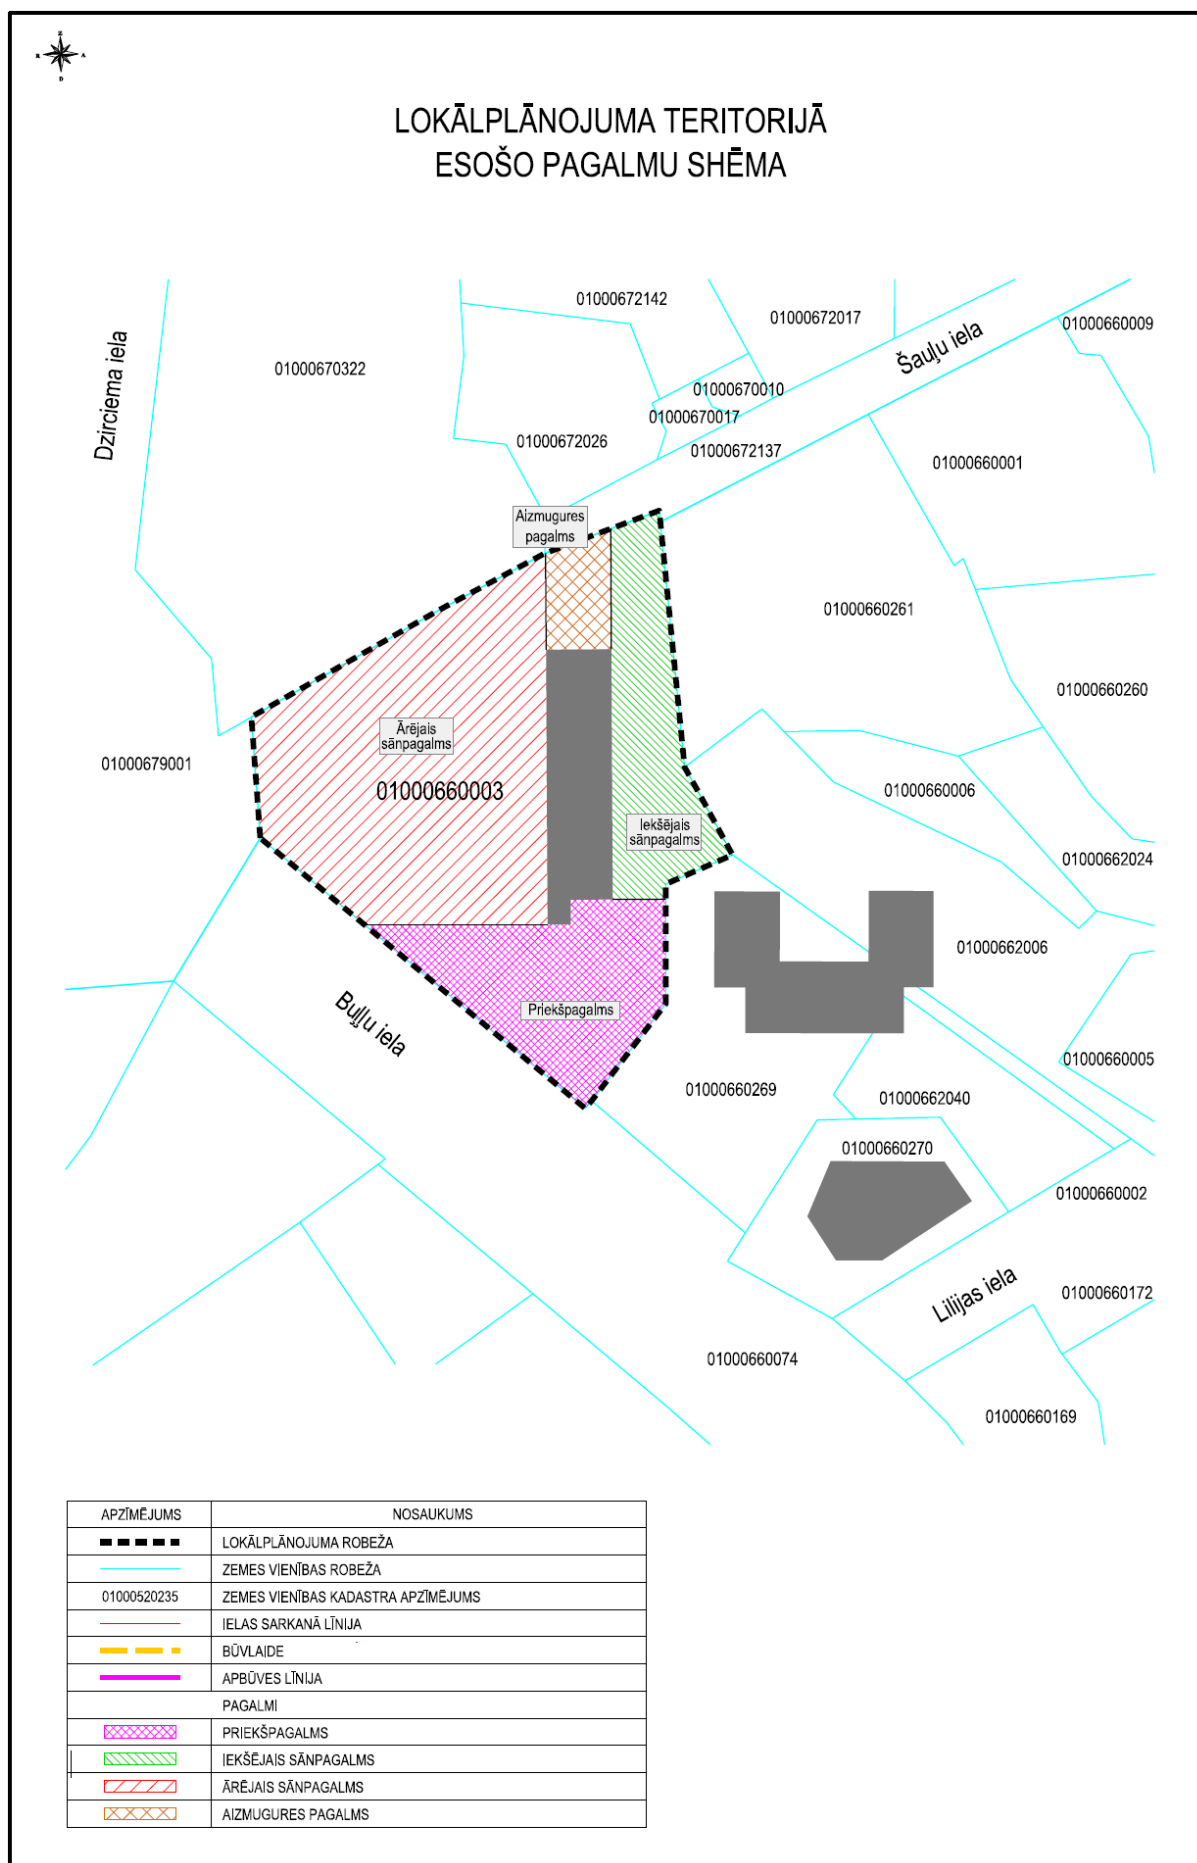 Z
R A
D
LOKĀLPLĀNOJUMA TERITORIJĀ
ESOŠO PAGALMU SHĒMA
01000672142
01000672017
01000660009
Šauļu iela
Dzirciema iela
01000670322
01000670010
01000670017
01000672026
01000672137
01000660001
Aizmugures
pagalms
01000660261
01000660260
Ārējais
sānpagalms
01000679001
01000660003
01000660006
Iekšējais
sānpagalms
01000662024
01000662006
Priekšpagalms
Buļļu iela
01000660005
01000660269
01000662040
01000660270
01000660002
Lilijas iela
01000660172
01000660074
01000660169
APZĪMĒJUMS NOSAUKUMS
LOKĀLPLĀNOJUMA ROBEŽA
ZEMES VIENĪBAS ROBEŽA
01000520235 ZEMES VIENĪBAS KADASTRA APZĪMĒJUMS
IELAS SARKANĀ LĪNIJA
BŪVLAIDE
APBŪVES LĪNIJA
PAGALMI
PRIEKŠPAGALMS
IEKŠĒJAIS SĀNPAGALMS
ĀRĒJAIS SĀNPAGALMS
AIZMUGURES PAGALMS